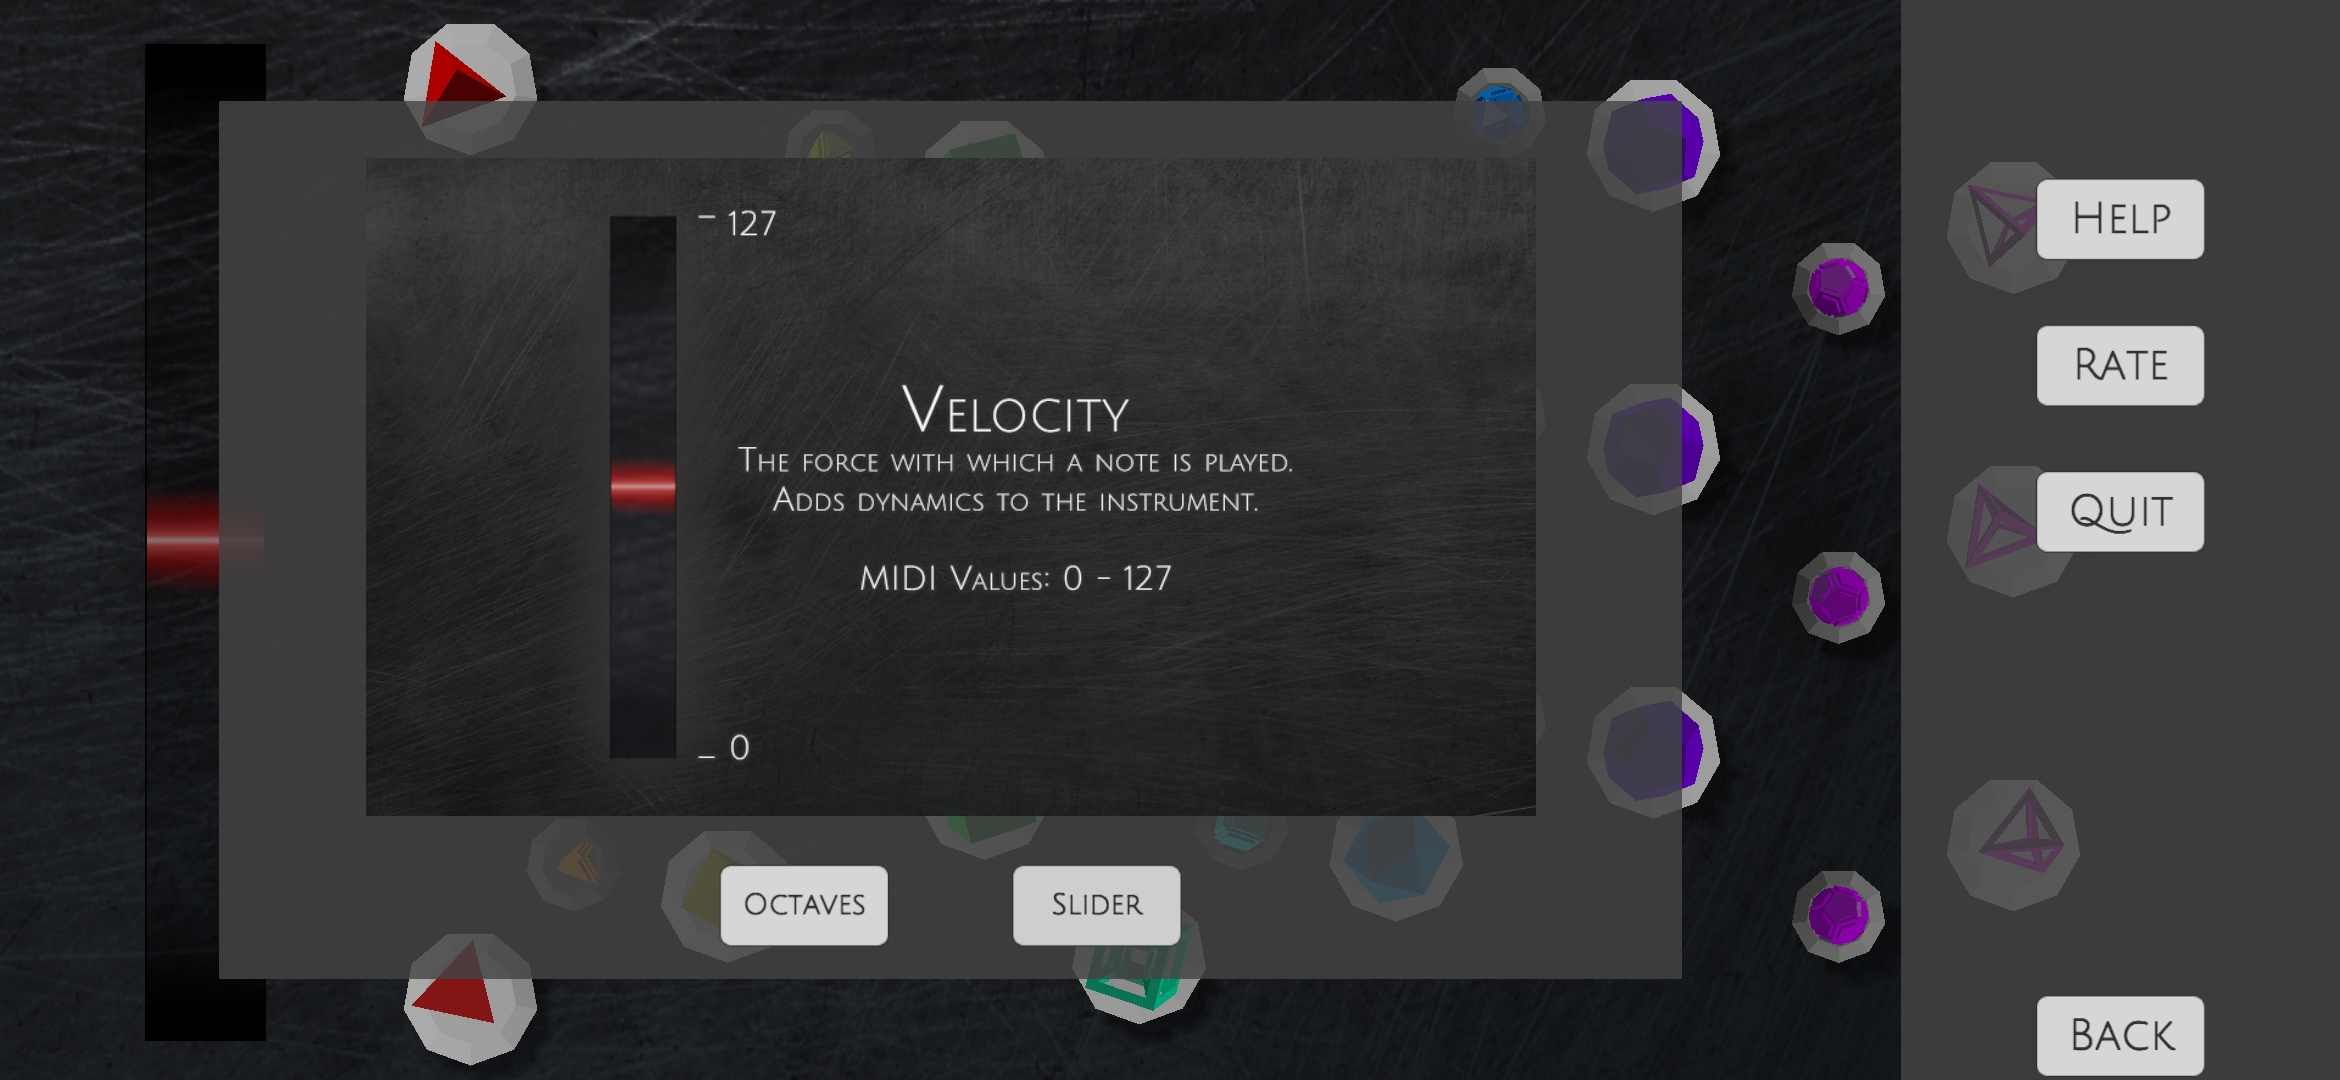 127
Velocity
The force with which a note is played.
Adds dynamics to the instrument.
MIDI Values: 0 - 127
0
Octaves
Slider
Help
Rate
Quit
Back